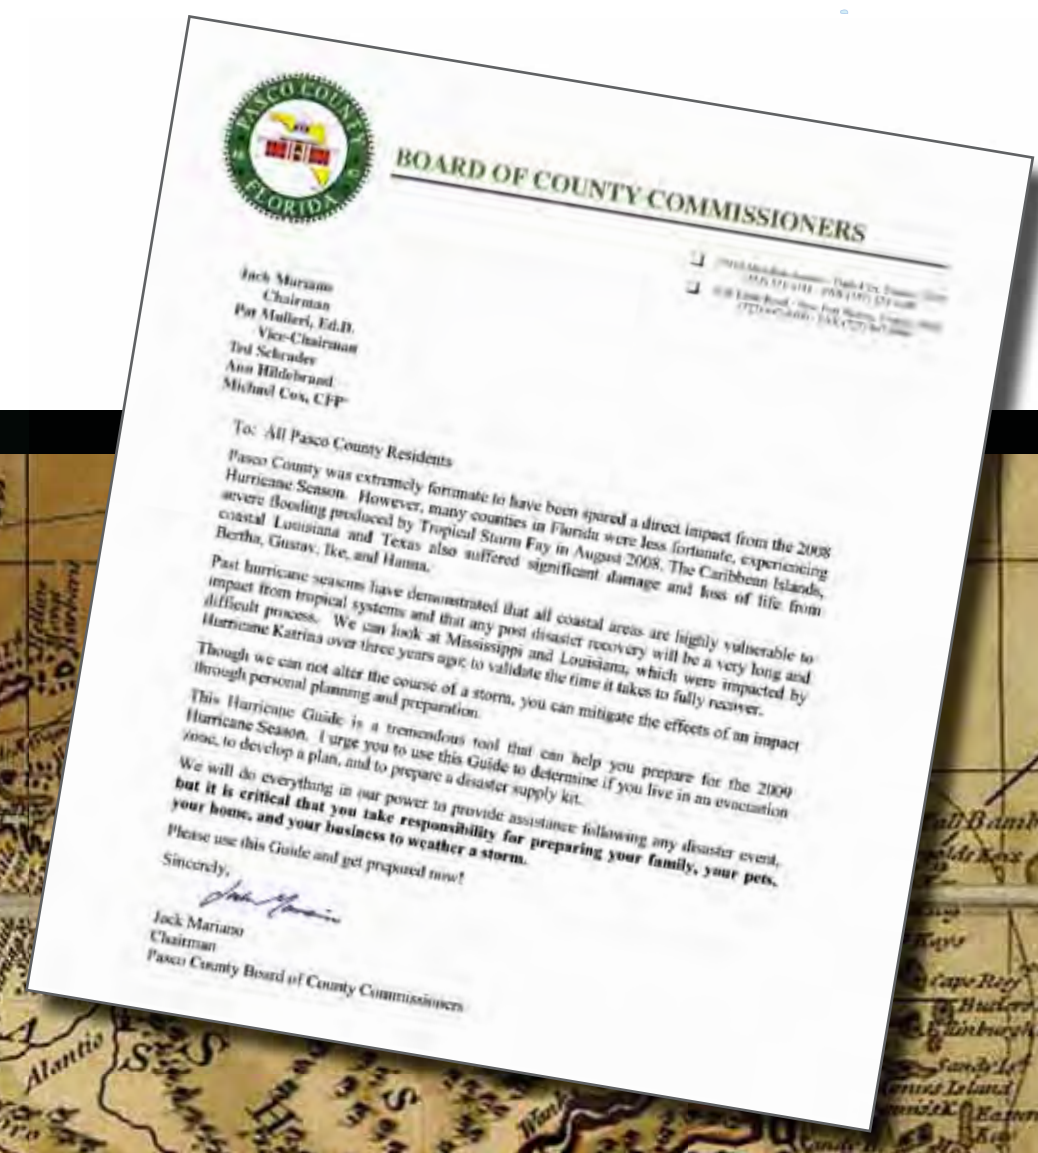 PASCO COUNTY
FLORIDA
BOARD OF COUNTY COMMISSIONERS
Jack Mariano
Chairman
Pat Mulieri, Ed.D.
Vice-Chairman
Ted Schrader
Ann Hildebrand
Michael Cox, CFP
To: All Pasco County Residents
Pasco County was extremely fortunate to have been spared a direct impact from the 2008
Hurricane Season. However, many counties in Florida were less fortunate, experiencing
severe flooding produced by Tropical Storm Fay in August 2008. The Caribbean Islands,
coastal Louisiana and Texas also suffered significant damage and loss of life from
Bertha, Gustav, Ike, and Hanna.
Past hurricane seasons have demonstrated that all coastal areas are highly vulnerable to
impact from tropical systems and that any post disaster recovery will be a very long and
difficult process. We can look at Mississippi and Louisiana, which were impacted by
Hurricane Katrina over three years ago, to validate the time it takes to fully recover.
Though we can not alter the course of a storm, you can mitigate the effects of an impact
through personal planning and preparation.
This Hurricane Guide is a tremendous tool that can help you prepare for the 2009
Hurricane Season. I urge you to use this Guide to determine if you live in an evacuation
zone, to develop a plan, and to prepare a disaster supply kit.
We will do everything in our power to provide assistance following any disaster event,
but it is critical that you take responsibility for preparing your family, your pets,
your home, and your business to weather a storm.
Please use this Guide and get prepared now!
Sincerely,
Jack Mariano
Chairman
Pasco County Board of County Commissioners
Alantio
Kays
Cape Rey